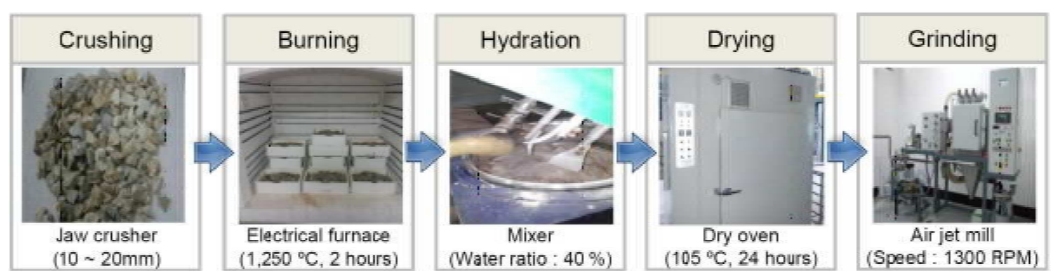 Crushing
Jaw crusher
(10 ~ 20mm)
Burning
Electrical furnace
(1,250 ºC, 2 hours)
Hydration
Mixer
(Water ratio : 40 %)
Drying
Dry oven
(105 ºC, 24 hours)
Grinding
Air jet mill
(Speed : 1300 RPM)